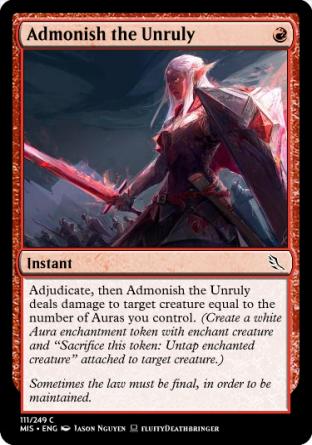 Admonish the Unruly
Instant
Adjudicate, then Admonish the Unruly
deals damage to target creature equal to the
number of Auras you control. (Create a white
Aura enchantment token with enchant creature
and “Sacrifice this token: Untap enchanted
creature” attached to target creature.)
Sometimes the law must be final, in order to be
maintained.
111/249 C
MIS • ENG Jason Nguyen fluffyDeathbringer